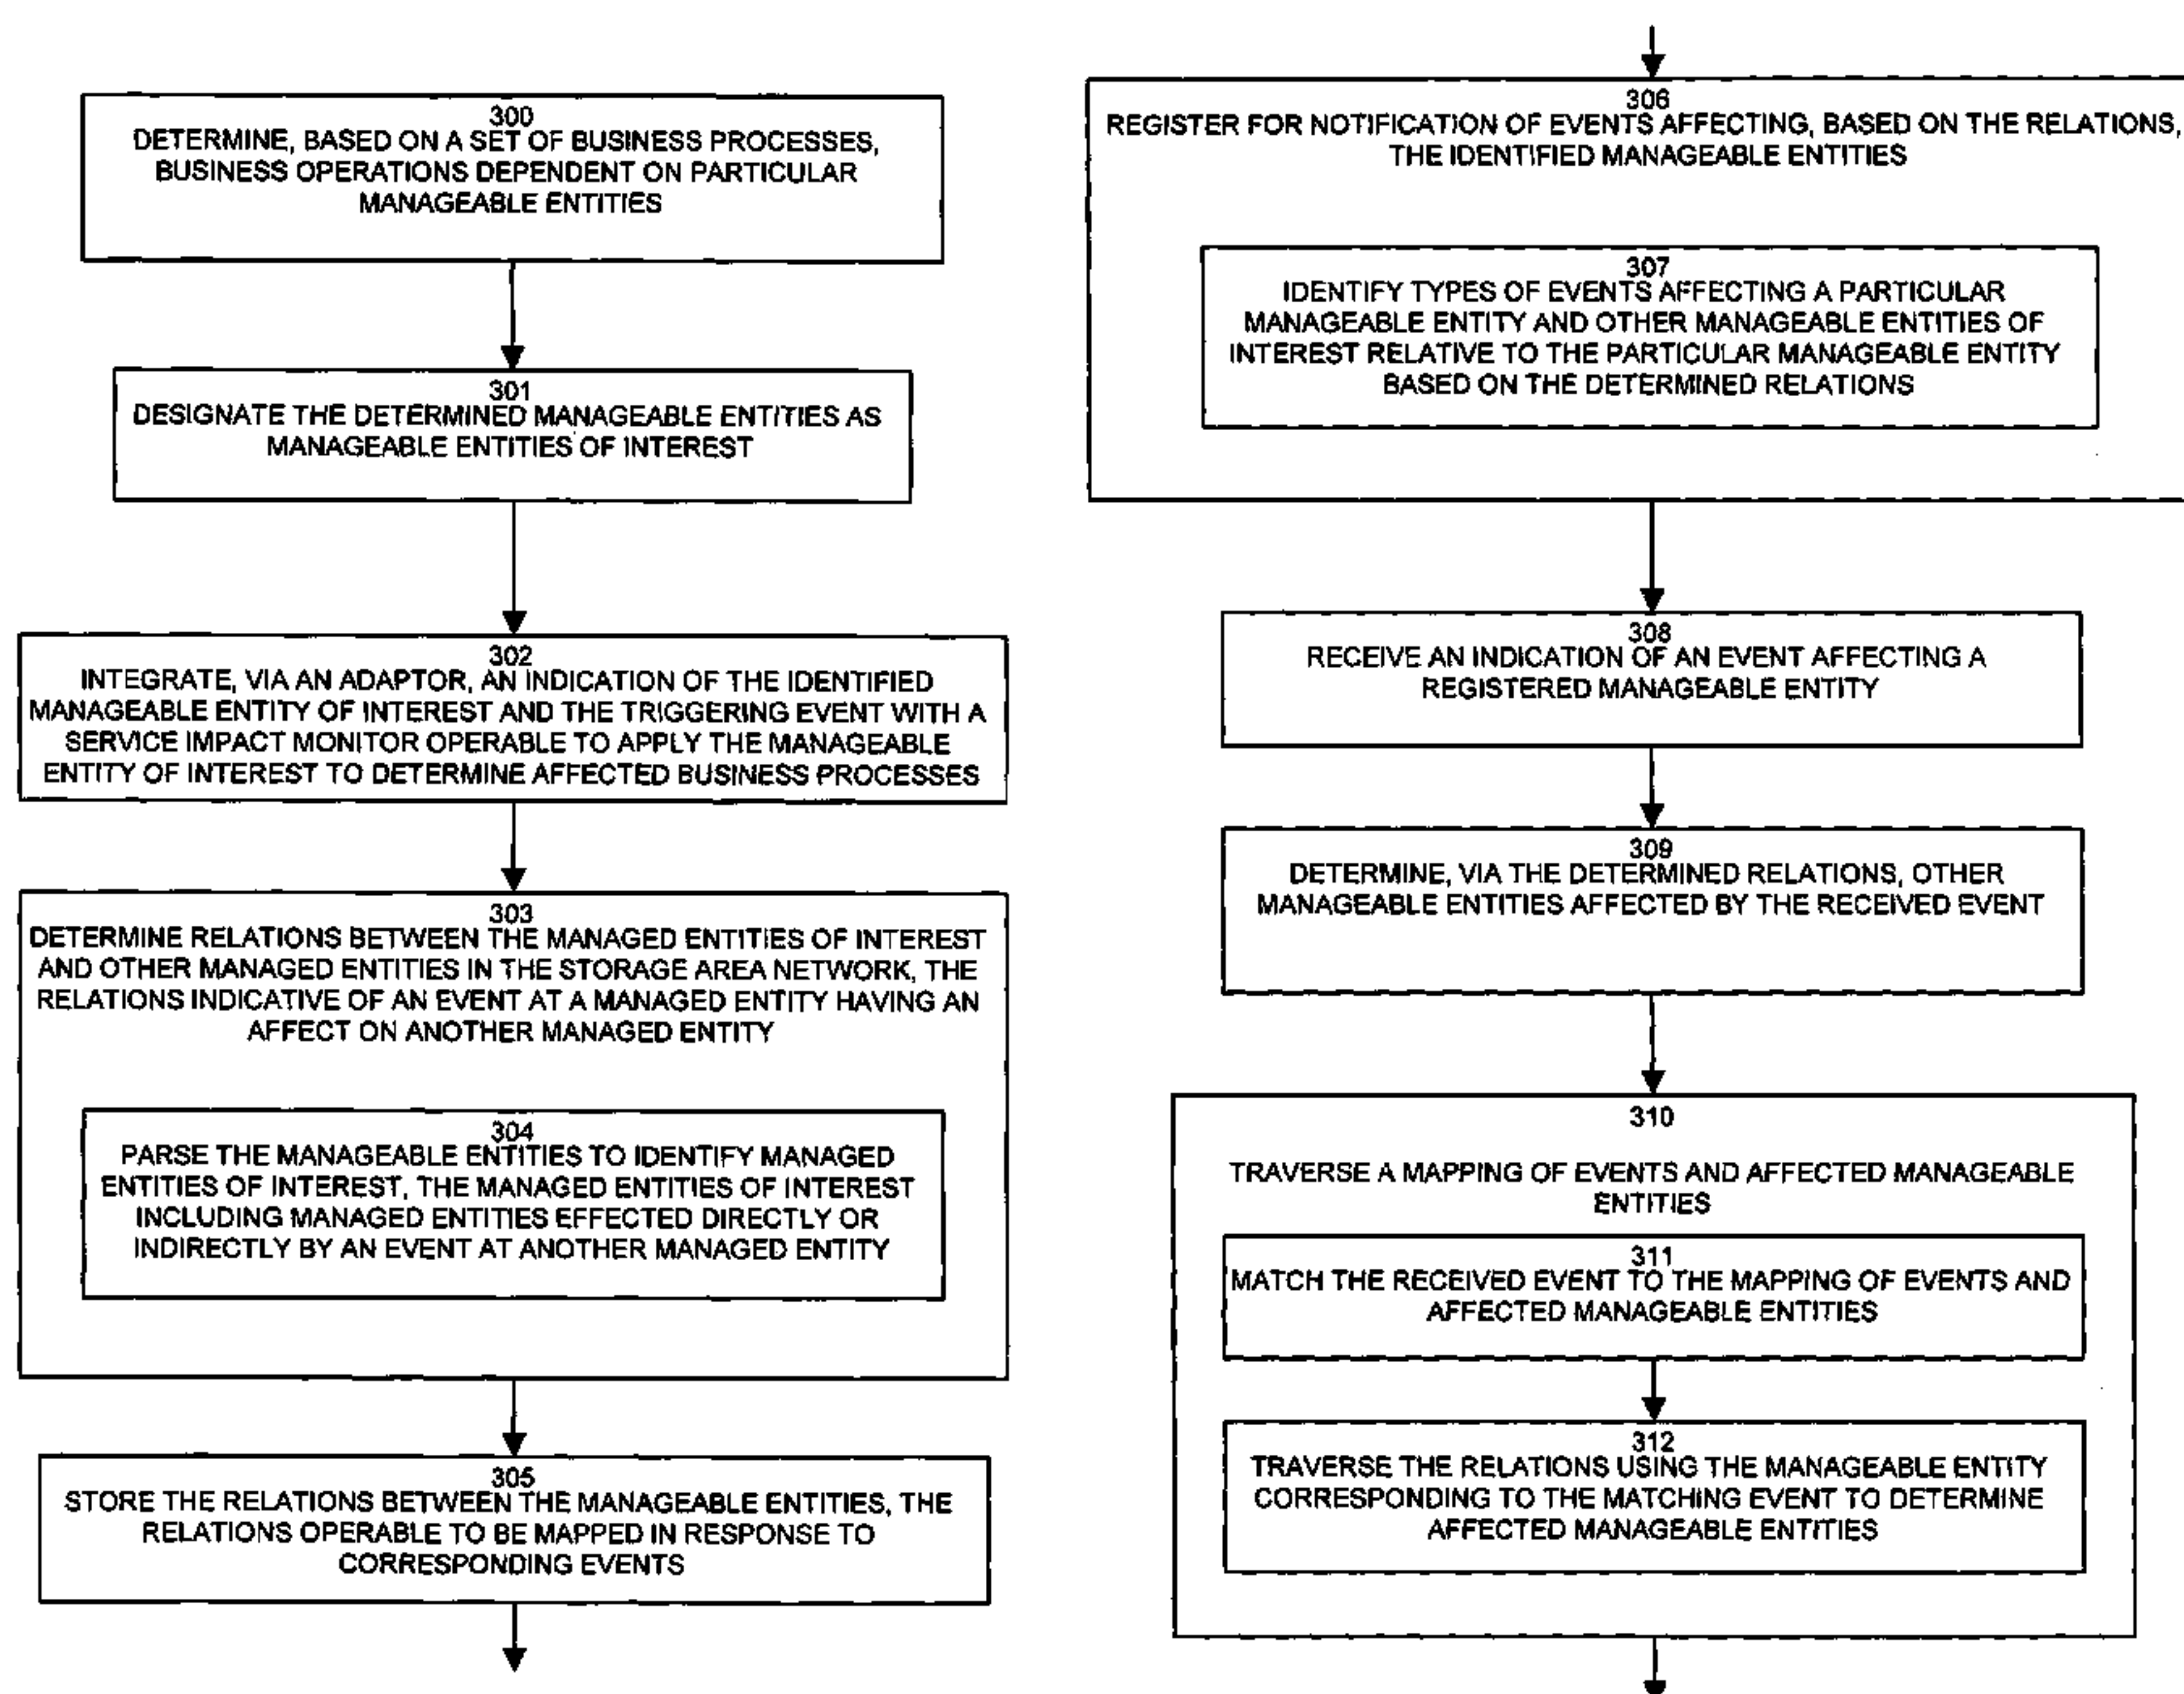 300
DETERMINE, BASED ON A SET OF BUSINESS PROCESSES,
BUSINESS OPERATIONS DEPENDENT ON PARTICULAR
MANAGEABLE ENTITIES
301
DESIGNATE THE DETERMINED MANAGEABLE ENTITIES AS
MANAGEABLE ENTITIES OF INTEREST
302
INTEGRATE, VIA AN ADAPTOR, AN INDICATION OF THE IDENTIFIED
MANAGEABLE ENTITY OF INTEREST AND THE TRIGGERING EVENT WITH A
SERVICE IMPACT MONITOR OPERABLE TO APPLY THE MANAGEABLE
ENTITY OF INTEREST TO DETERMINE AFFECTED BUSINESS PROCESSES
303
DETERMINE RELATIONS BETWEEN THE MANAGED ENTITIES OF INTEREST
AND OTHER MANAGED ENTITIES IN THE STORAGE AREA NETWORK, THE
RELATIONS INDICATIVE OF AN EVENT AT A MANAGED ENTITY HAVING AN
AFFECT ON ANOTHER MANAGED ENTITY
304
PARSE THE MANAGEABLE ENTITIES TO IDENTIFY MANAGED
ENTITIES OF INTEREST, THE MANAGED ENTITIES OF INTEREST
INCLUDING MANAGED ENTITIES EFFECTED DIRECTLY OR
INDIRECTLY BY AN EVENT AT ANOTHER MANAGED ENTITY
305
STORE THE RELATIONS BETWEEN THE MANAGEABLE ENTITIES, THE
RELATIONS OPERABLE TO BE MAPPED IN RESPONSE TO
CORRESPONDING EVENTS
306
REGISTER FOR NOTIFICATION OF EVENTS AFFECTING, BASED ON THE RELATIONS,
THE IDENTIFIED MANAGEABLE ENTITIES
307
IDENTIFY TYPES OF EVENTS AFFECTING A PARTICULAR
MANAGEABLE ENTITY AND OTHER MANAGEABLE ENTITIES OF
INTEREST RELATIVE TO THE PARTICULAR MANAGEABLE ENTITY
BASED ON THE DETERMINED RELATIONS
308
RECEIVE AN INDICATION OF AN EVENT AFFECTING A
REGISTERED MANAGEABLE ENTITY
309
DETERMINE, VIA THE DETERMINED RELATIONS, OTHER
MANAGEABLE ENTITIES AFFECTED BY THE RECEIVED EVENT
310
TRAVERSE A MAPPING OF EVENTS AND AFFECTED MANAGEABLE
ENTITIES
311
MATCH THE RECEIVED EVENT TO THE MAPPING OF EVENTS AND
AFFECTED MANAGEABLE ENTITIES
312
TRAVERSE THE RELATIONS USING THE MANAGEABLE ENTITY
CORRESPONDING TO THE MATCHING EVENT TO DETERMINE
AFFECTED MANAGEABLE ENTITIES